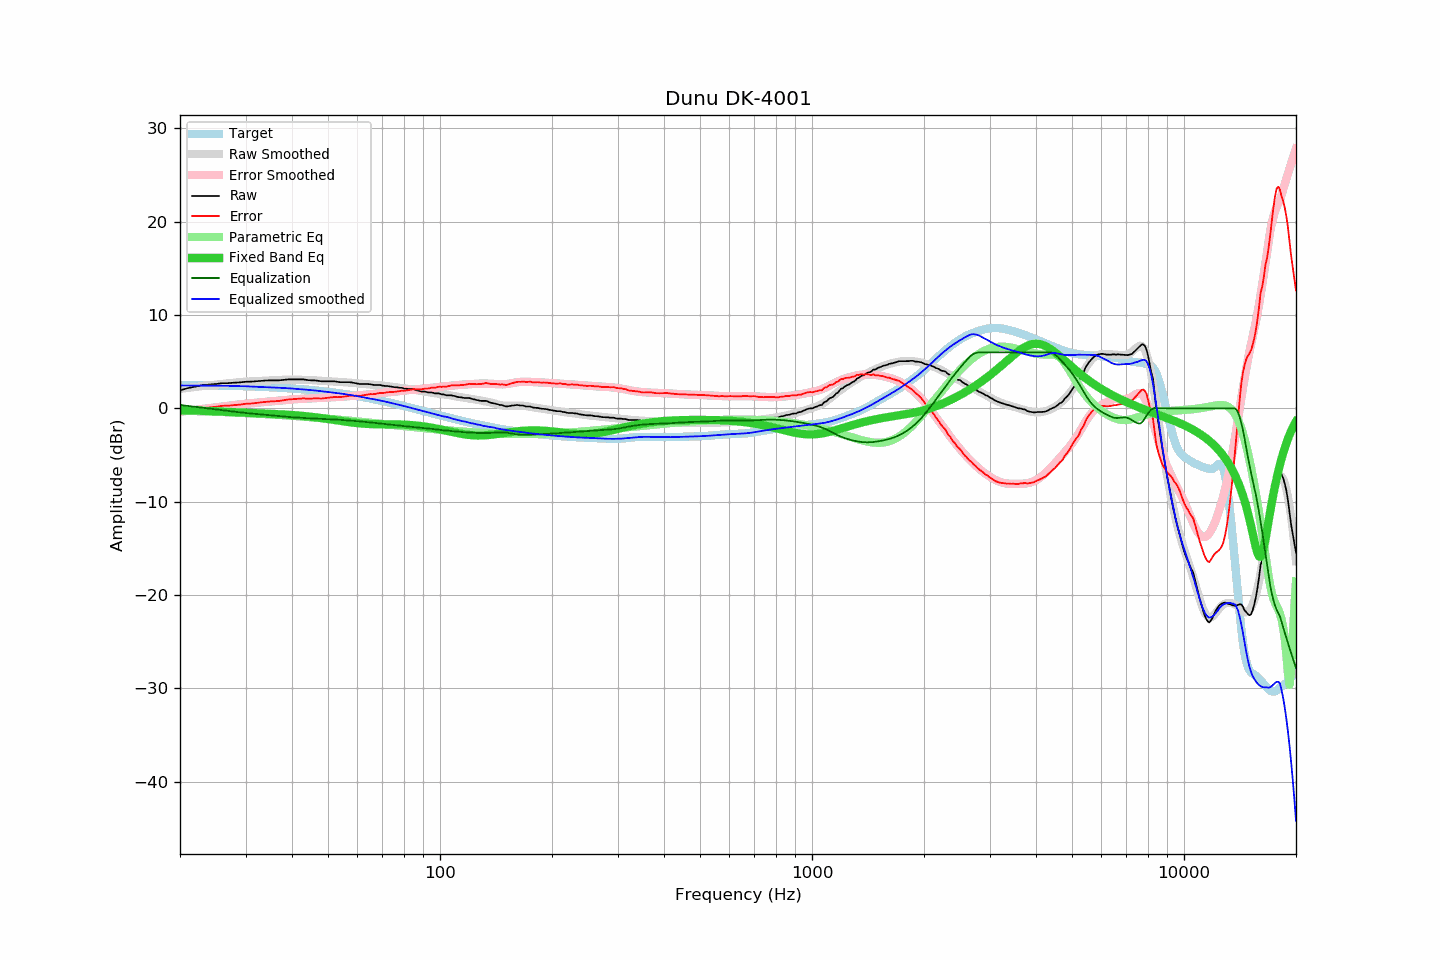 Dunu DK-4001
30
20
10
0
−10
−20
−30
−40
Amplitude (dBr)
Target
Raw Smoothed
Error Smoothed
Raw
Error
Parametric Eq
Fixed Band Eq
Equalization
Equalized smoothed
100
1000
10000
Frequency (Hz)